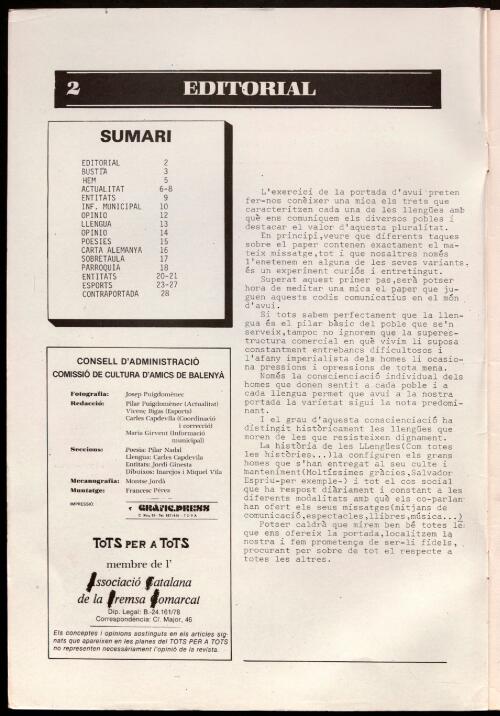 2
EDITORIAL
SUMARI
EDITORIAL 2
BUSTIA 3
HEM 5
ACTUALITAT 6-8
ENTITATS 9
INF. MUNICIPAL 10
OPINIO 12
LLENGUA 13
OPINIO 14
POESIES 15
CARTA ALEMANYA 16
SOBRETAULA 17
PARROQUIA 18
ENTITATS 20-21
ESPORTS 23-27
CONTRAPORTADA 28
CONSELL D'ADMINISTRACIÓ
COMISSIÓ DE CULTURA D'AMICS DE BALENYÀ
Fotografia: Josep Puigdomènec
Redacció: Pilar Puigdomènec (Actualitat)
Vicenç Bigas (Esports)
Carles Capdevila (Coordinació
i correcció)
Maria Girvent (Informació
municipal)
Seccions: Poesia: Pilar Nadal
Llengua: Carles Capdevila
Entitats: Jordi Ginesta
Dibuixos: Inarejos i Miquel Vila
Mecanografia: Montse Jordà
Muntatge: Francesc Pérez
IMPRESSIÓ: GRÀFIC.PRESS
TOTS PER A TOTS
membre de l'
Associació Catalana
de la Premsa Comarcal
Dip. Legal: B.-24.161/78
Correspondència: C/. Major, 46
Els conceptes i opinions sostinguts en els articles sig-
nats que apareixen en les planes del TOTS PER A TOTS
no representen necessàriament l'opinió de la revista.
L'exercici de la portada d'avui preten
fer-nos conèixer una mica els trets que
caracteritzen cada una de les llengües amb
què ens comuniquem els diversos pobles i
destacar el valor d'aquesta pluralitat.
En principi,veure que diferents taques
sobre el paper contenen exactament el ma-
teix missatge,tot i que nosaltres només
l'enetenem en alguna de les seves variants.
és un experiment curiós i entretingut.
Superat aquest primer pas,serà potser
hora de meditar una mica el paper que ju-
guen aquests codis comunicatius en el món
d'avui.
Si tots sabem perfectament que la llen-
gua és el pilar bàsic del poble que se'n
serveix,tampoc no ignorem que la superes-
tructura comercial en què vivim li suposa
constantment entrebancs dificultosos i
l'afany imperialista dels homes li ocasio-
na pressions i opressions de tota mena.
Només la conscienciació individual dels
homes que donen sentit a cada poble i a
cada llengua permet que avui a la nostra
portada la varietat sigui la nota predomi-
nant.
I el grau d'aquesta conscienciació ha
distingit històricament les llengües que
moren de les que resisteixen dignament.
La història de les LLengües(Com totes
les històries...)la configuren els grans
homes que s'han entregat al seu culte i
manteniment(Moltíssimes gràcies,Salvador
Espriu-per exemple-) i tot el cos social
que ha respost diàriament i constant a les
diferents modalitats amb què els co-parlan
han ofert els seus missatges(mitjans de
comunicació,espectacles,llibres,música...)
Potser caldrà que mirem ben bé totes le
que ens ofereix la portada,localitzem la
nostra i fem prometença de ser-li fidels,
procurant per sobre de tot el respecte a
totes les altres.